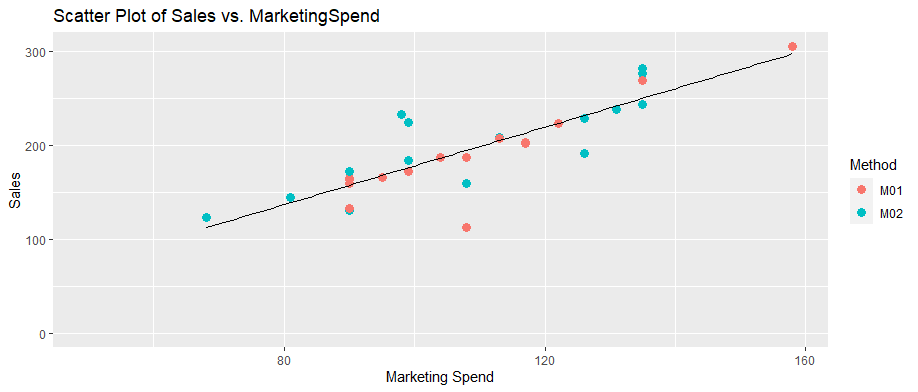 Scatter Plot of Sales vs. MarketingSpend
300
200
100
0
Sales
80
120
160
Marketing Spend
Method
M01
M02